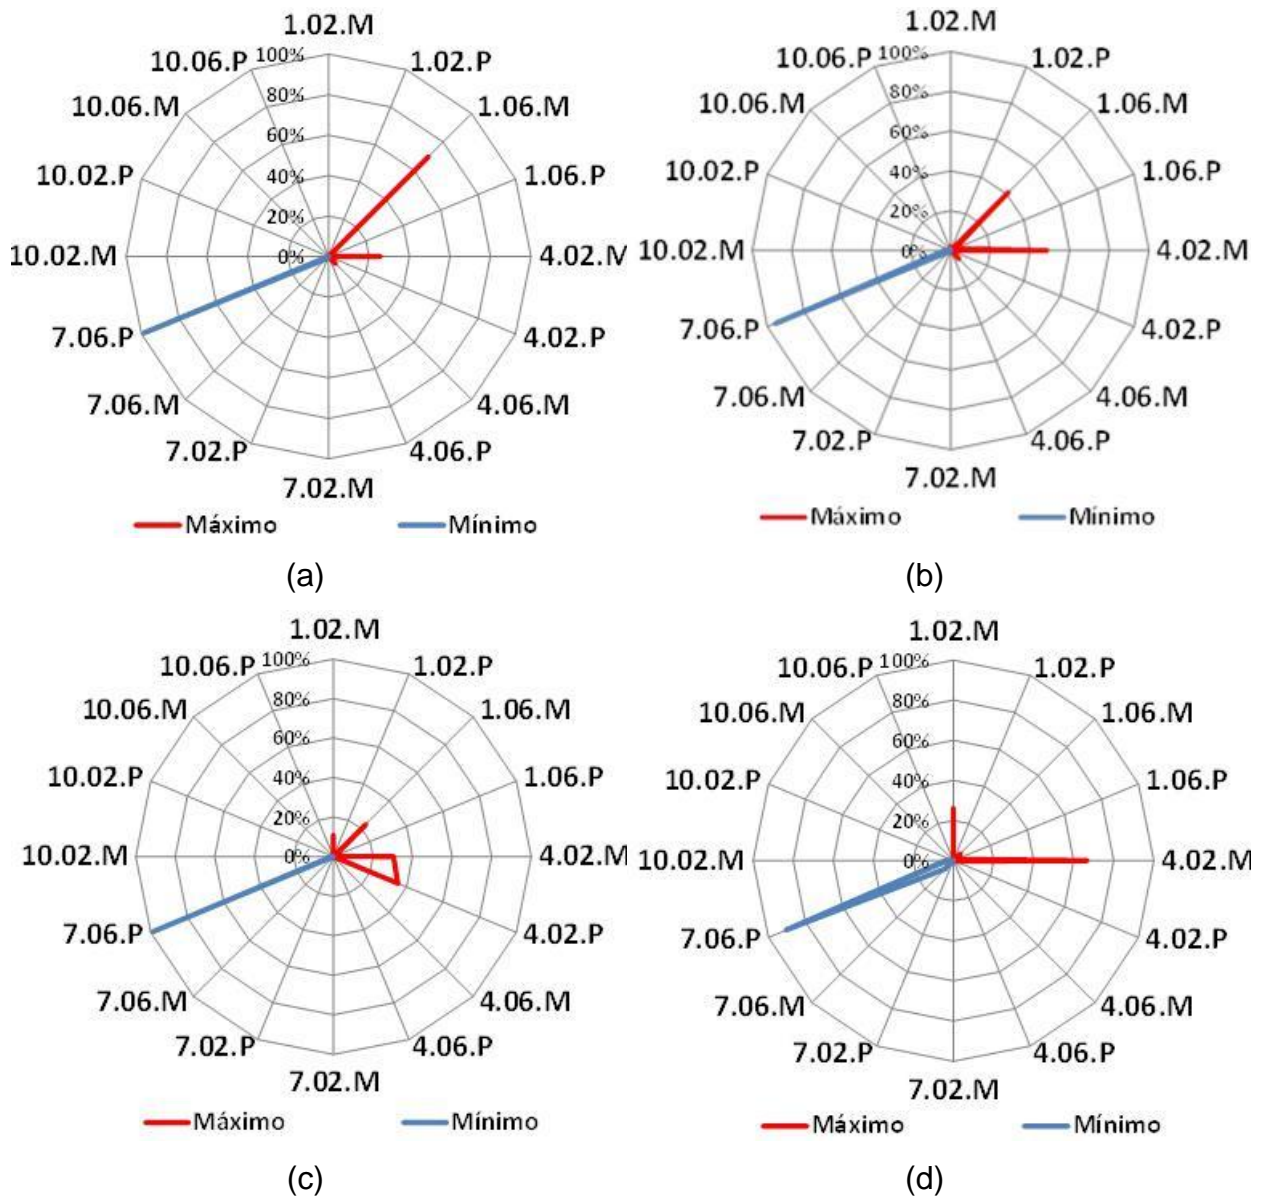 1.02.M
100%
10.06.P
1.02.P
80%
10.06.M
1.06.M
60%
10.02.P
40%
1.06.P
20%
10.02.M
0%
4.02.M
7.06.P
4.02.P
7.06.M
4.06.M
7.02.P
4.06.P
7.02.M
Máximo Mínimo
(a)
1.02.M
100%
10.06.P
1.02.P
80%
10.06.M
1.06.M
60%
10.02.P
40%
1.06.P
20%
10.02.M
0%
4.02.M
7.06.P
4.02.P
7.06.M
4.06.M
7.02.P
4.06.P
7.02.M
Máximo Mínimo
(b)
1.02.M
100%
10.06.P
1.02.P
80%
10.06.M
1.06.M
60%
10.02.P
40%
1.06.P
20%
10.02.M
0%
4.02.M
7.06.P
4.02.P
7.06.M
4.06.M
7.02.P
4.06.P
7.02.M
Máximo Mínimo
(c)
1.02.M
100%
10.06.P
1.02.P
80%
10.06.M
1.06.M
60%
10.02.P
40%
1.06.P
20%
10.02.M
0%
4.02.M
7.06.P
4.02.P
7.06.M
4.06.M
7.02.P
4.06.P
7.02.M
Máximo Mínimo
(d)